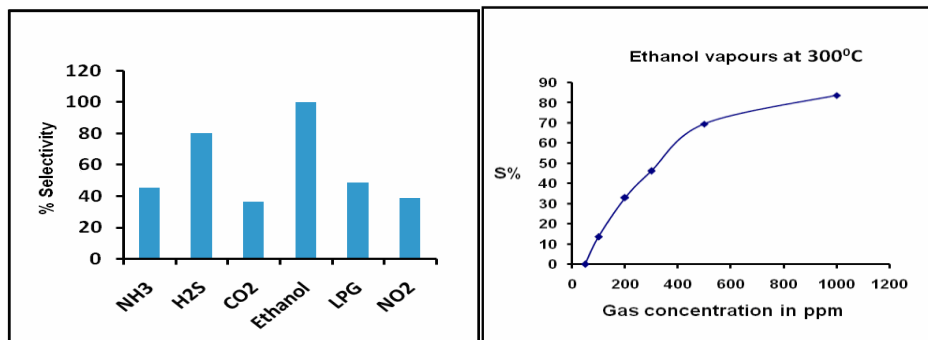 120
100
80
60
40
20
0
% Selectivity
NH3
H2S
CO2
Ethanol
LPG
NO2
Ethanol vapours at 300⁰C
90
80
70
60
50
40
30
20
10
0
S%
0 200 400 600 800 1000 1200
Gas concentration in ppm